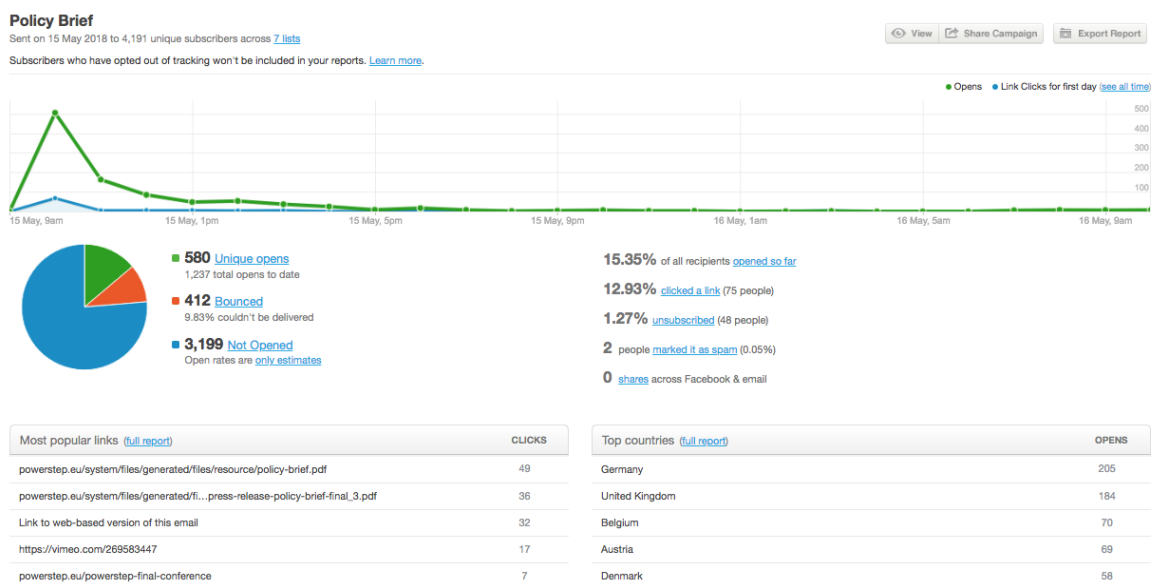 Policy Brief
Sent on 15 May 2018 to 4,191 unique subscribers across 7 lists
View Share Campaign Export Report
Subscribers who have opted out of tracking won't be included in your reports. Learn more.
Opens Link Clicks for first day (see all time)
500
400
300
200
100
15 May, 9am 15 May, 1pm 15 May, 5pm 15 May, 9pm 16 May, 1am 16 May, 5am 16 May, 9am
580 Unique opens
1,237 total opens to date
412 Bounced
9.83% couldn't be delivered
3,199 Not Opened
Open rates are only estimates
15.35% of all recipients opened so far
12.93% clicked a link (75 people)
1.27% unsubscribed (48 people)
2 people marked it as spam (0.05%)
0 shares across Facebook & email
Most popular links (full report) CLICKS
powerstep.eu/system/files/generated/files/resource/policy-brief.pdf 49
powerstep.eu/system/files/generated/fi...press-release-policy-brief-final_3.pdf 36
Link to web-based version of this email 32
https://vimeo.com/269583447 17
powerstep.eu/powerstep-final-conference 7
Top countries (full report) OPENS
Germany 205
United Kingdom 184
Belgium 70
Austria 69
Denmark 58